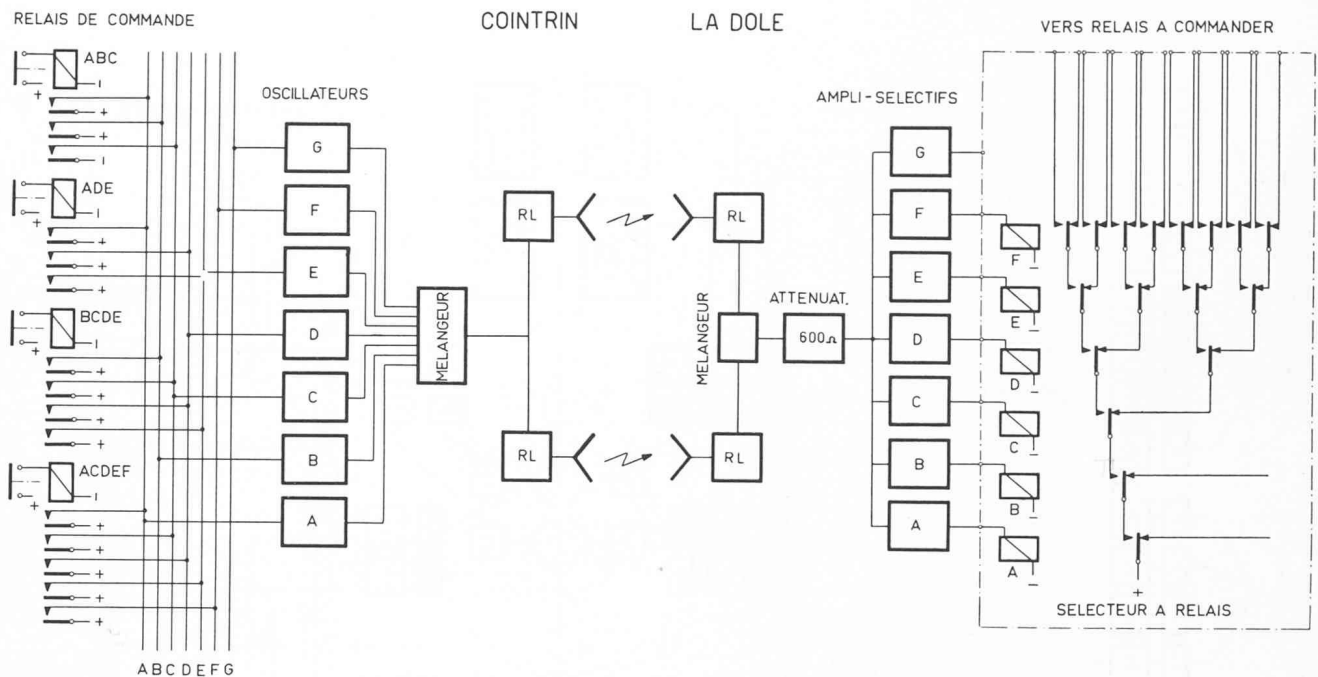 RELAIS DE COMMANDE
COINTRIN
LA DOLE
VERS RELAIS A COMMANDER
ABC
+
–
+
+
–
ADE
+
–
+
+
+
BCDE
+
–
+
+
+
+
ACDEF
+
–
+
+
+
+
+
A B C D E F G
OSCILLATEURS
G
F
E
D
C
B
A
MELANGEUR
RL
RL
RL
RL
MELANGEUR
ATTENUAT.
600Ω
AMPLI-SELECTIFS
G
F
E
D
C
B
A
F –
E –
D –
C –
B –
A –
+
SELECTEUR A RELAIS